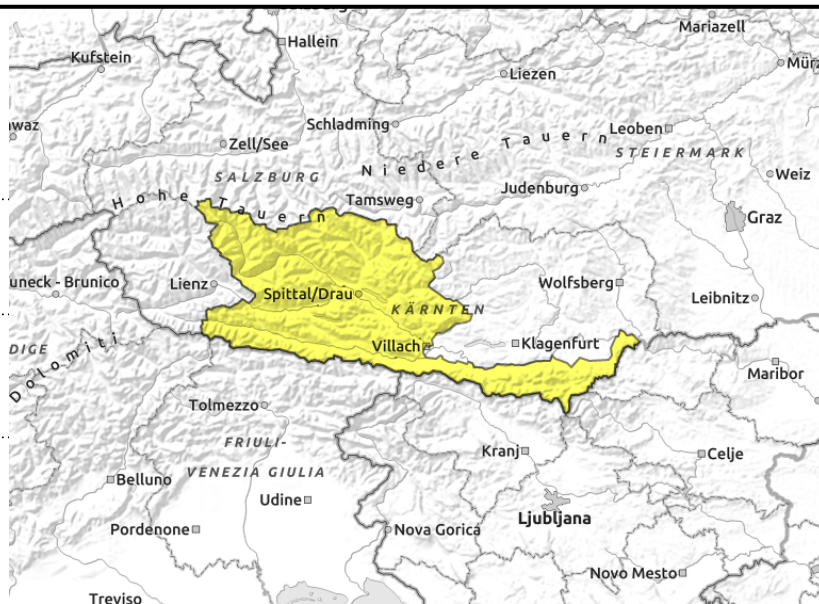 Hallein
Mariazell
Kufstein
Liezen
Mürz
waz
Schladming
Leoben
Zell/See
Niedere Tauern
STEIERMARK
SALZBURG
Weiz
Judenburg
Hohe Tauern
Tamsweg
Graz
uneck - Brunico
Lienz
Spittal/Drau
Wolfsberg
Leibnitz
KÄRNTEN
DIGE
Dolomiti
Villach
Klagenfurt
Maribor
Tolmezzo
FRIULI-
VENEZIA GIULIA
Kranj
Celje
Belluno
Udine
Ljubljana
Pordenone
Nova Gorica
Novo Mesto
Treviso